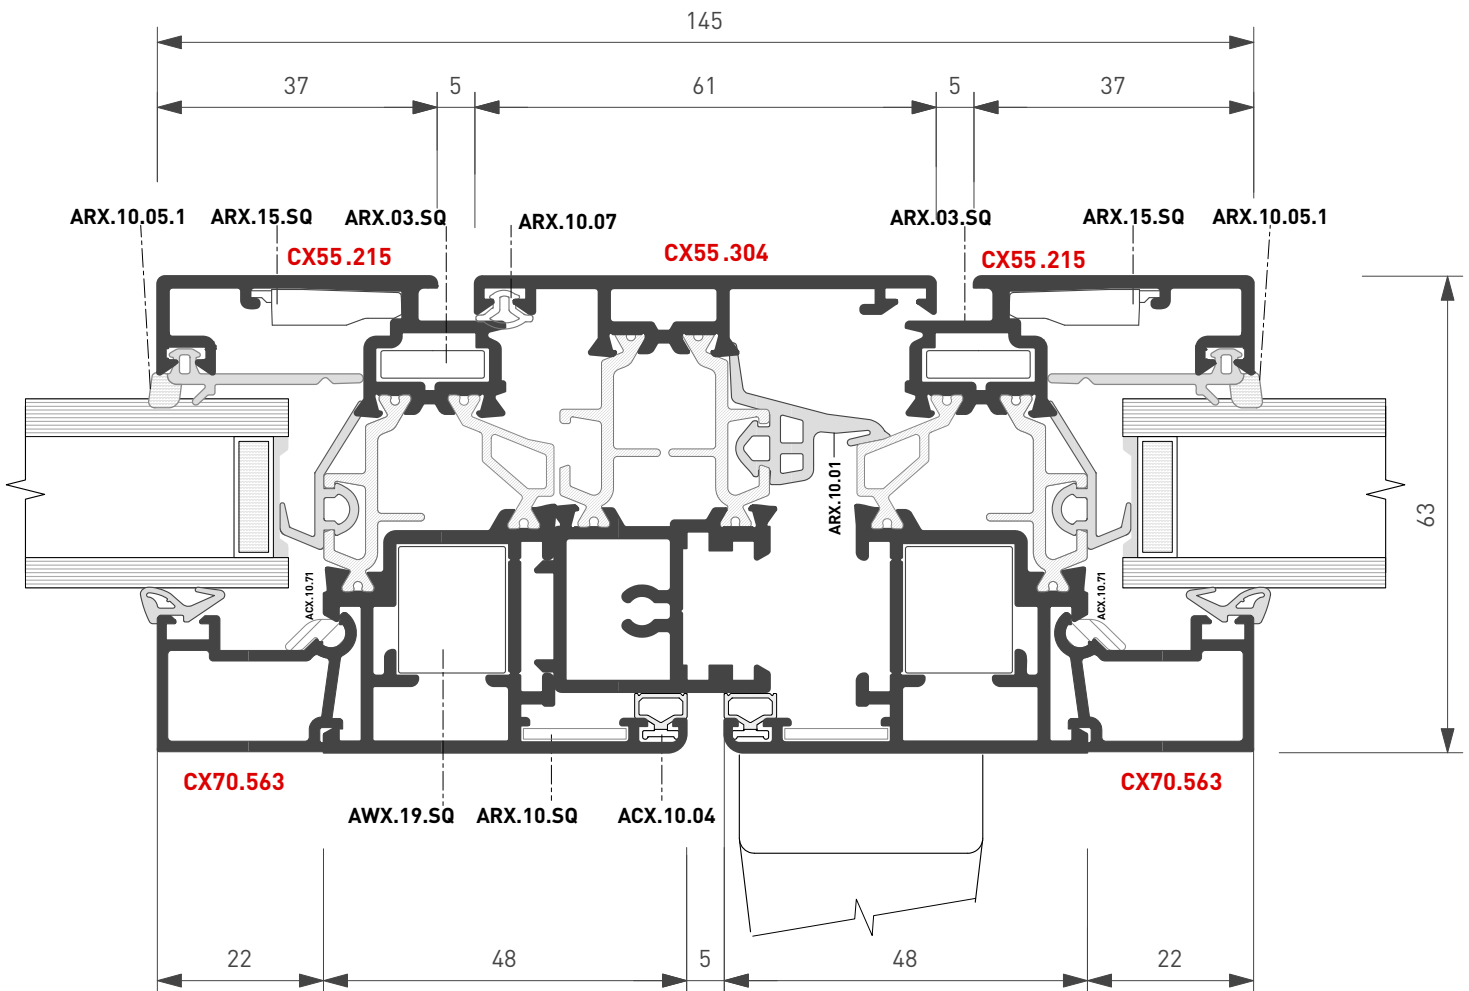 145
37 5 61 5 37
ARX.10.05.1 ARX.15.SQ ARX.03.SQ ARX.10.07 ARX.03.SQ ARX.15.SQ ARX.10.05.1
CX55.215 CX55.304 CX55.215
ARX.10.01
63
ACX.10.71 ACX.10.71
CX70.563 CX70.563
AWX.19.SQ ARX.10.SQ ACX.10.04
22 48 5 48 22